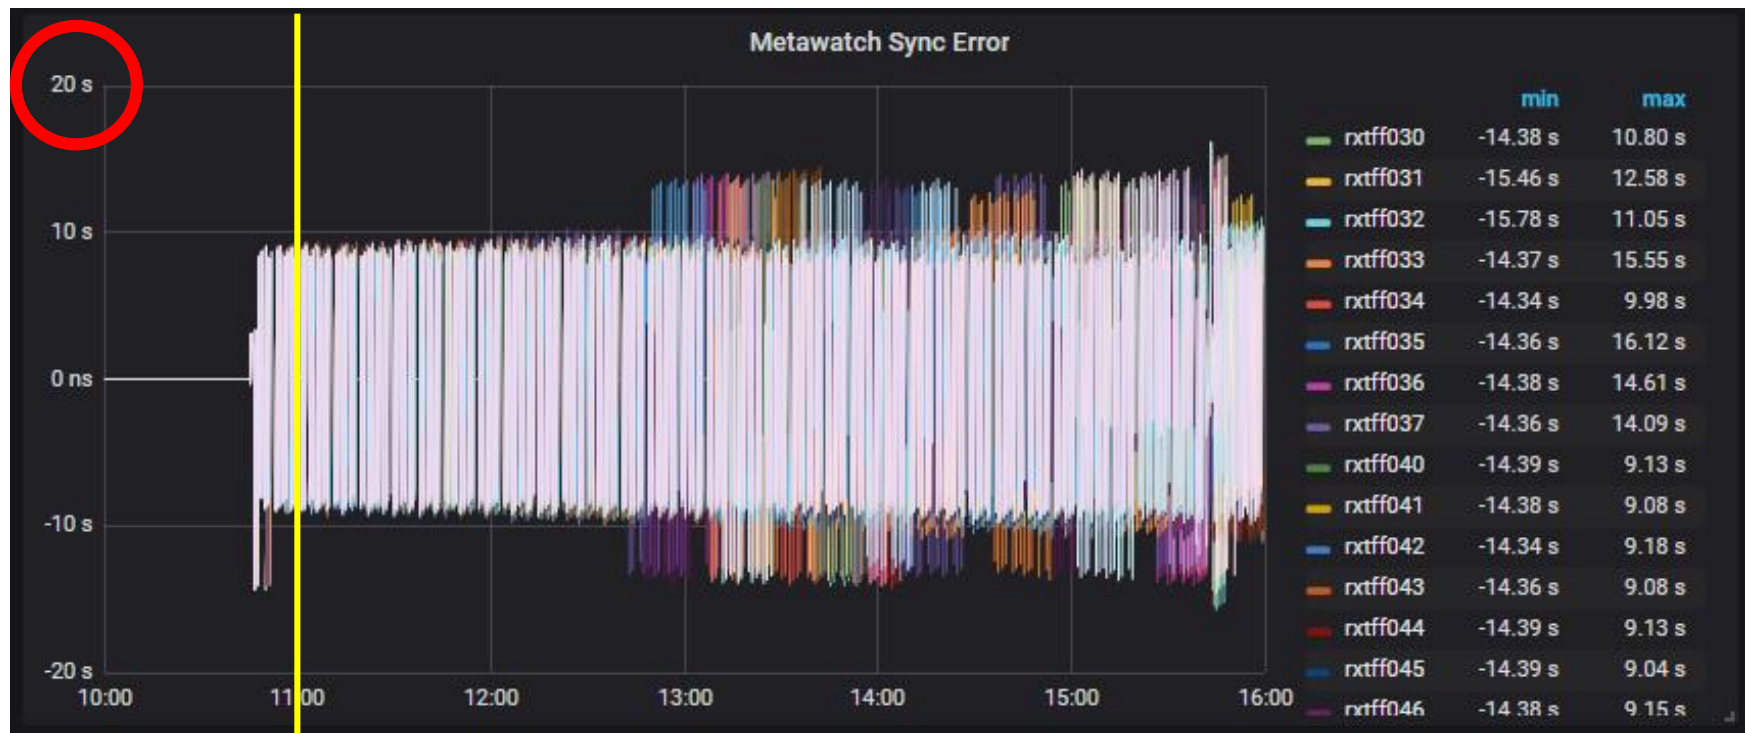 Metawatch Sync Error
20 s
10 s
0 ns
-10 s
-20 s
10:00 11:00 12:00 13:00 14:00 15:00 16:00
min max
rxtff030 -14.38 s 10.80 s
rxtff031 -15.46 s 12.58 s
rxtff032 -15.78 s 11.05 s
rxtff033 -14.37 s 15.55 s
rxtff034 -14.34 s 9.98 s
rxtff035 -14.36 s 16.12 s
rxtff036 -14.38 s 14.61 s
rxtff037 -14.36 s 14.09 s
rxtff040 -14.39 s 9.13 s
rxtff041 -14.38 s 9.08 s
rxtff042 -14.34 s 9.18 s
rxtff043 -14.36 s 9.08 s
rxtff044 -14.39 s 9.13 s
rxtff045 -14.39 s 9.04 s
rxtff046 -14.38 s 9.15 s